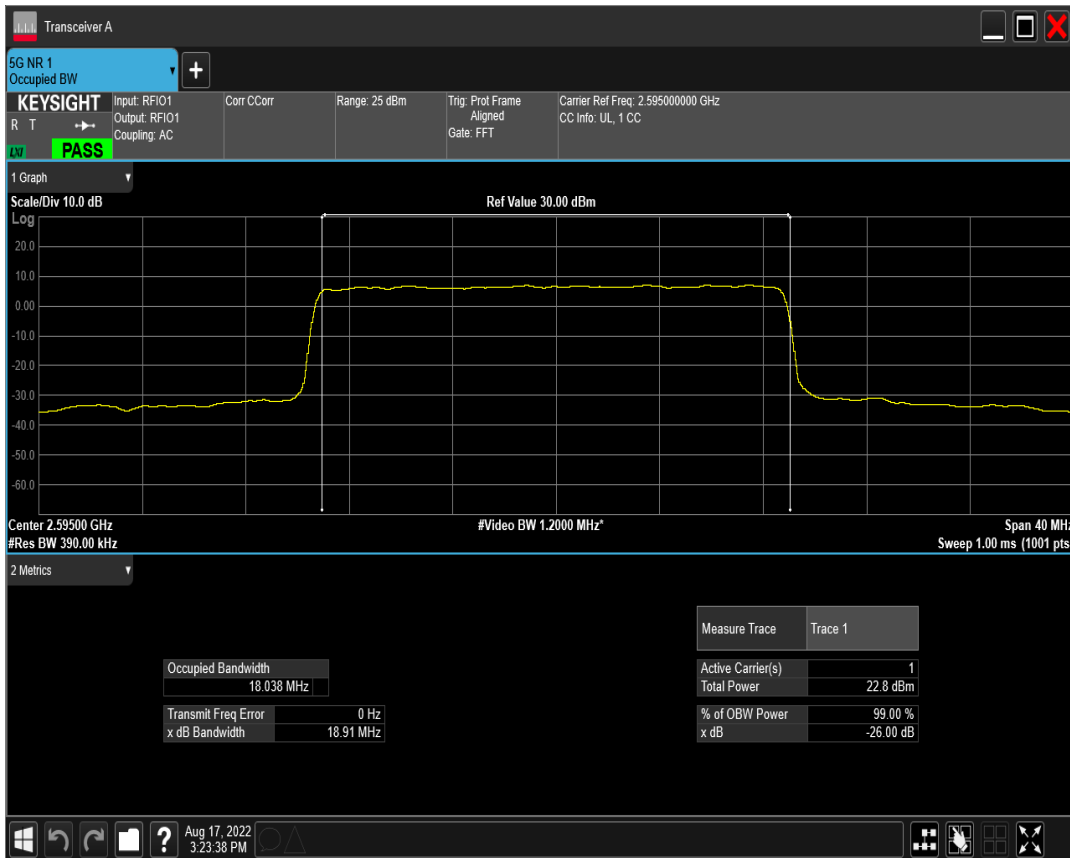 Transceiver A
5G NR 1
Occupied BW
+
KEYSIGHT
R T
LXI
PASS
Input: RFIO1
Output: RFIO1
Coupling: AC
Corr CCorr
Range: 25 dBm
Trig: Prot Frame
Aligned
Gate: FFT
Carrier Ref Freq: 2.595000000 GHz
CC Info: UL, 1 CC
1 Graph
Scale/Div 10.0 dB
Ref Value 30.00 dBm
Log
20.0
10.0
0.00
-10.0
-20.0
-30.0
-40.0
-50.0
-60.0
Center 2.59500 GHz
#Video BW 1.2000 MHz*
Span 40 MHz
#Res BW 390.00 kHz
Sweep 1.00 ms (1001 pts
2 Metrics
Measure Trace Trace 1
Occupied Bandwidth
18.038 MHz
Active Carrier(s) 1
Total Power 22.8 dBm
Transmit Freq Error 0 Hz
x dB Bandwidth 18.91 MHz
% of OBW Power 99.00 %
x dB -26.00 dB
?
Aug 17, 2022
3:23:38 PM